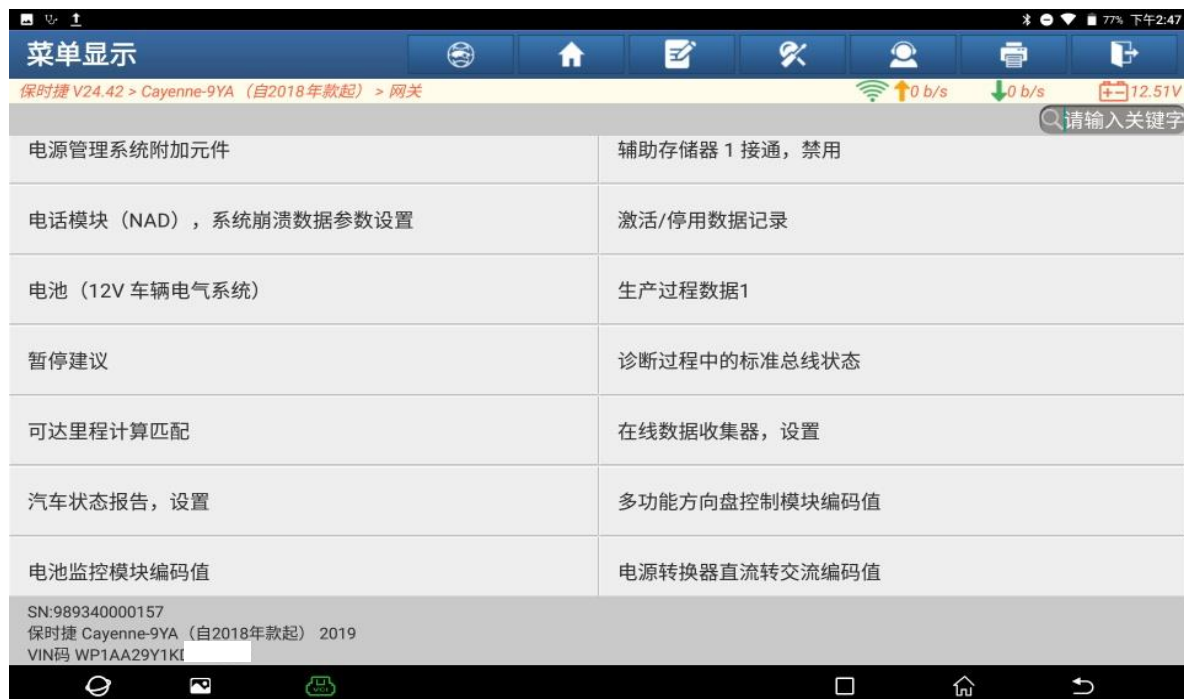 77% 下午2:47
菜单显示
保时捷 V24.42 > Cayenne-9YA （自2018年款起） > 网关
0 b/s
0 b/s
12.51V
请输入关键字
电源管理系统附加元件
辅助存储器 1 接通，禁用
电话模块（NAD），系统崩溃数据参数设置
激活/停用数据记录
电池（12V 车辆电气系统）
生产过程数据1
暂停建议
诊断过程中的标准总线状态
可达里程计算匹配
在线数据收集器，设置
汽车状态报告，设置
多功能方向盘控制模块编码值
电池监控模块编码值
电源转换器直流转交流编码值
SN:989340000157
保时捷 Cayenne-9YA（自2018年款起） 2019
VIN码 WP1AA29Y1K
VCI